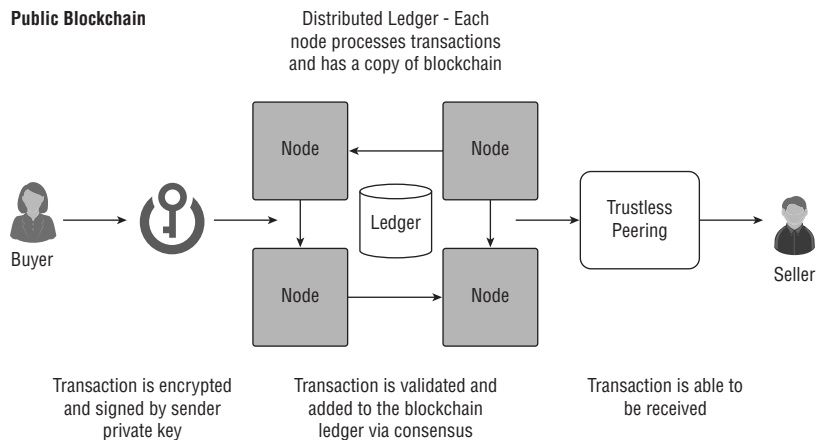 Public Blockchain
Distributed Ledger - Each
node processes transactions
and has a copy of blockchain
Node
Node
Buyer
Ledger
Trustless
Peering
Seller
Node
Node
Transaction is encrypted
and signed by sender
private key
Transaction is validated and
added to the blockchain
ledger via consensus
Transaction is able to
be received